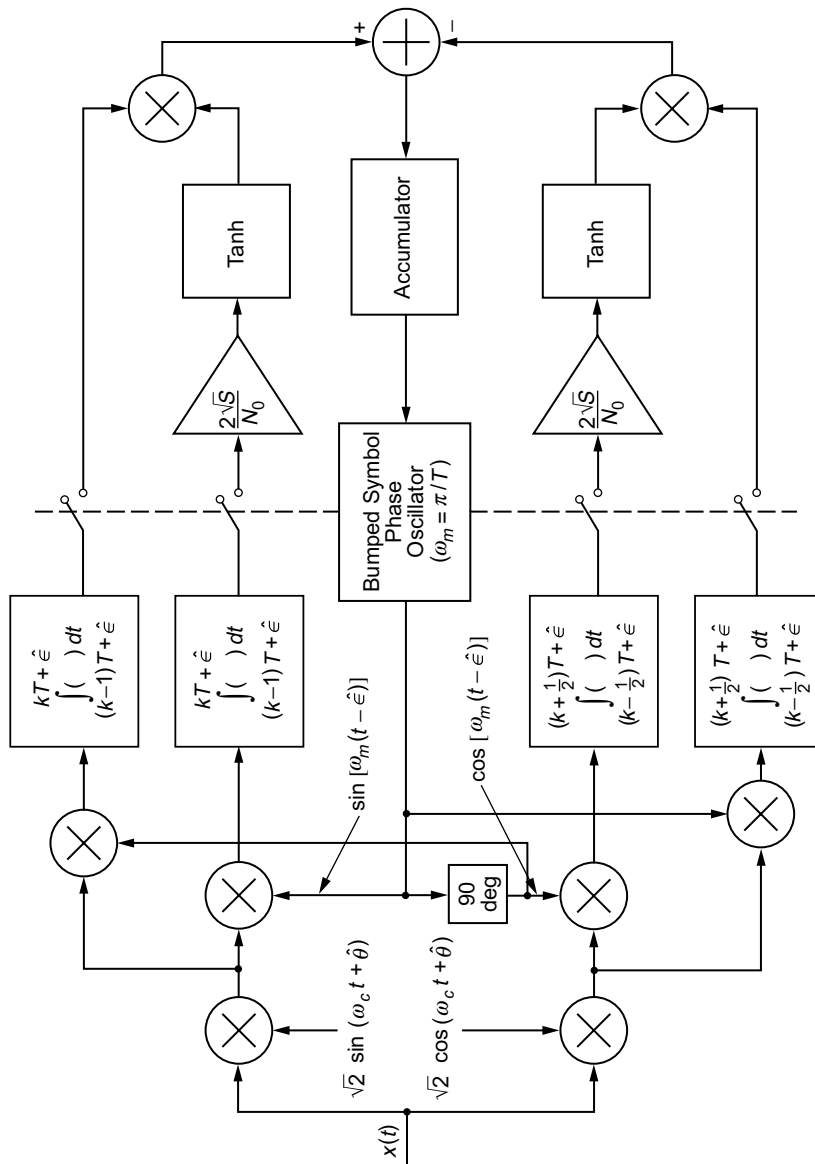 x(t)
√2 sin (ω_c t + θ̂)
√2 cos (ω_c t + θ̂)
90
deg
sin [ω_m(t – ε̂)]
cos [ω_m(t – ε̂)]
kT + ε̂
∫( ) dt
(k–1)T + ε̂
kT + ε̂
∫( ) dt
(k–1)T + ε̂
(k+1/2)T + ε̂
∫( ) dt
(k–1/2)T + ε̂
(k+1/2)T + ε̂
∫( ) dt
(k–1/2)T + ε̂
Bumped Symbol
Phase
Oscillator
(ω_m = π/T)
2√S
N₀
2√S
N₀
Tanh
Accumulator
Tanh
+
–